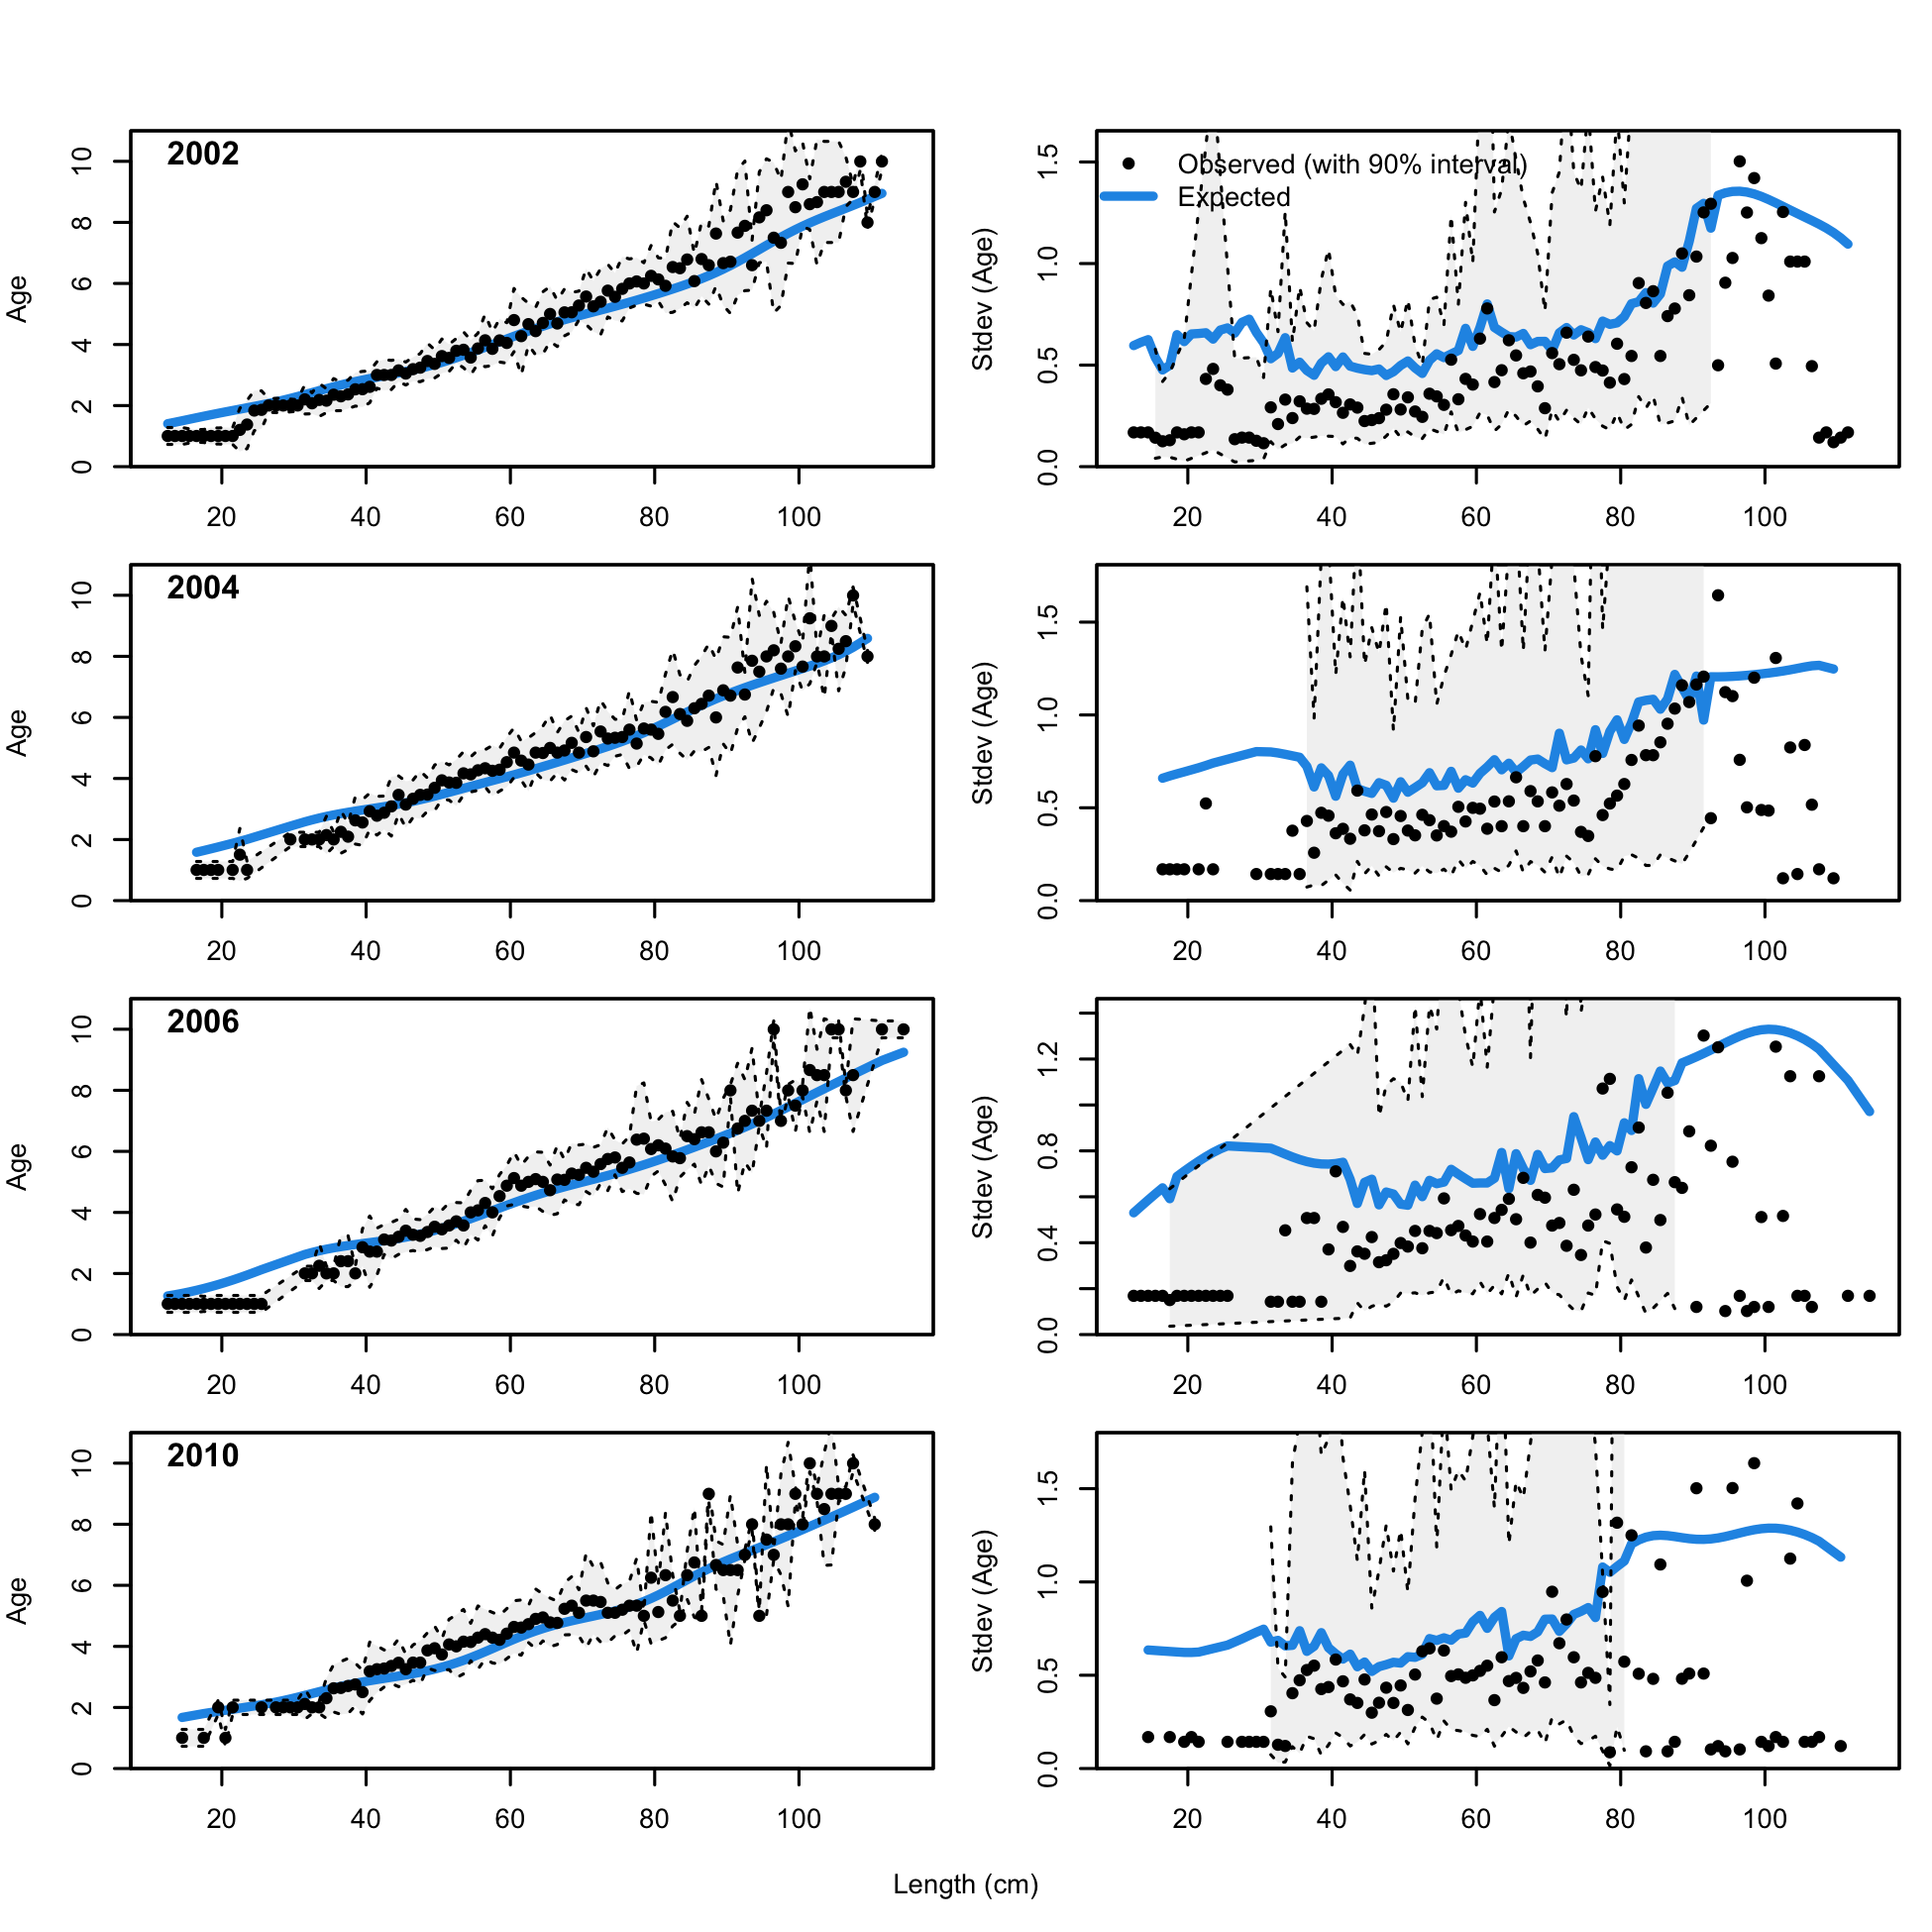 2002
Age
0 2 4 6 8 10
20 40 60 80 100
Observed (with 90% interval)
Expected
Stdev (Age)
0.0 0.5 1.0 1.5
20 40 60 80 100
2004
Age
0 2 4 6 8 10
20 40 60 80 100
Stdev (Age)
0.0 0.5 1.0 1.5
20 40 60 80 100
2006
Age
0 2 4 6 8 10
20 40 60 80 100
Stdev (Age)
0.0 0.4 0.8 1.2
20 40 60 80 100
2010
Age
0 2 4 6 8 10
20 40 60 80 100
Stdev (Age)
0.0 0.5 1.0 1.5
20 40 60 80 100
Length (cm)